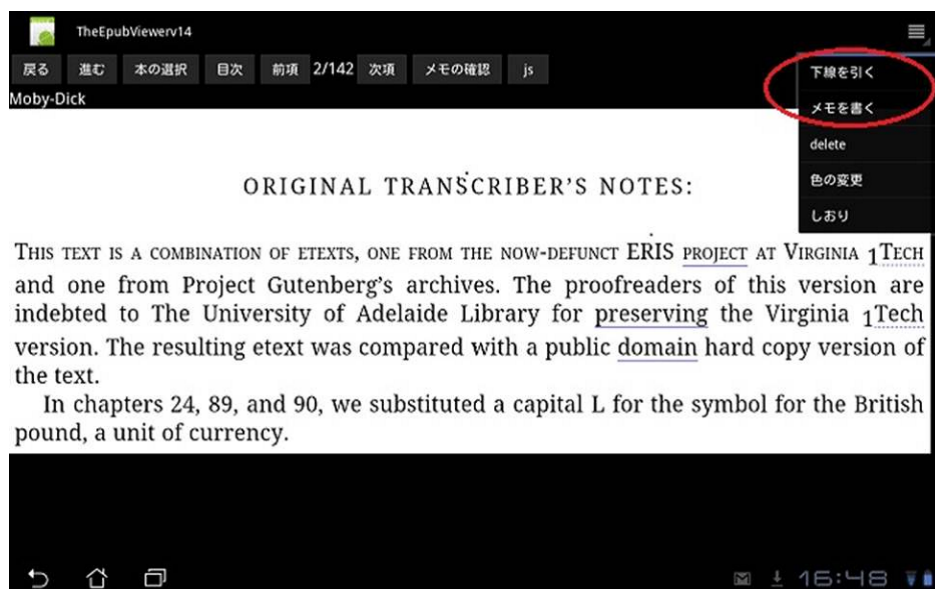 TheEpubViewerv14
戻る 進む 本の選択 目次 前項 2/142 次項 メモの確認 js
Moby-Dick
下線を引く
メモを書く
delete
色の変更
しおり
ORIGINAL TRANSCRIBER'S NOTES:
THIS TEXT IS A COMBINATION OF ETEXTS, ONE FROM THE NOW-DEFUNCT ERIS PROJECT AT VIRGINIA 1TECH
and one from Project Gutenberg's archives. The proofreaders of this version are
indebted to The University of Adelaide Library for preserving the Virginia 1Tech
version. The resulting etext was compared with a public domain hard copy version of
the text.
In chapters 24, 89, and 90, we substituted a capital L for the symbol for the British
pound, a unit of currency.
16:48